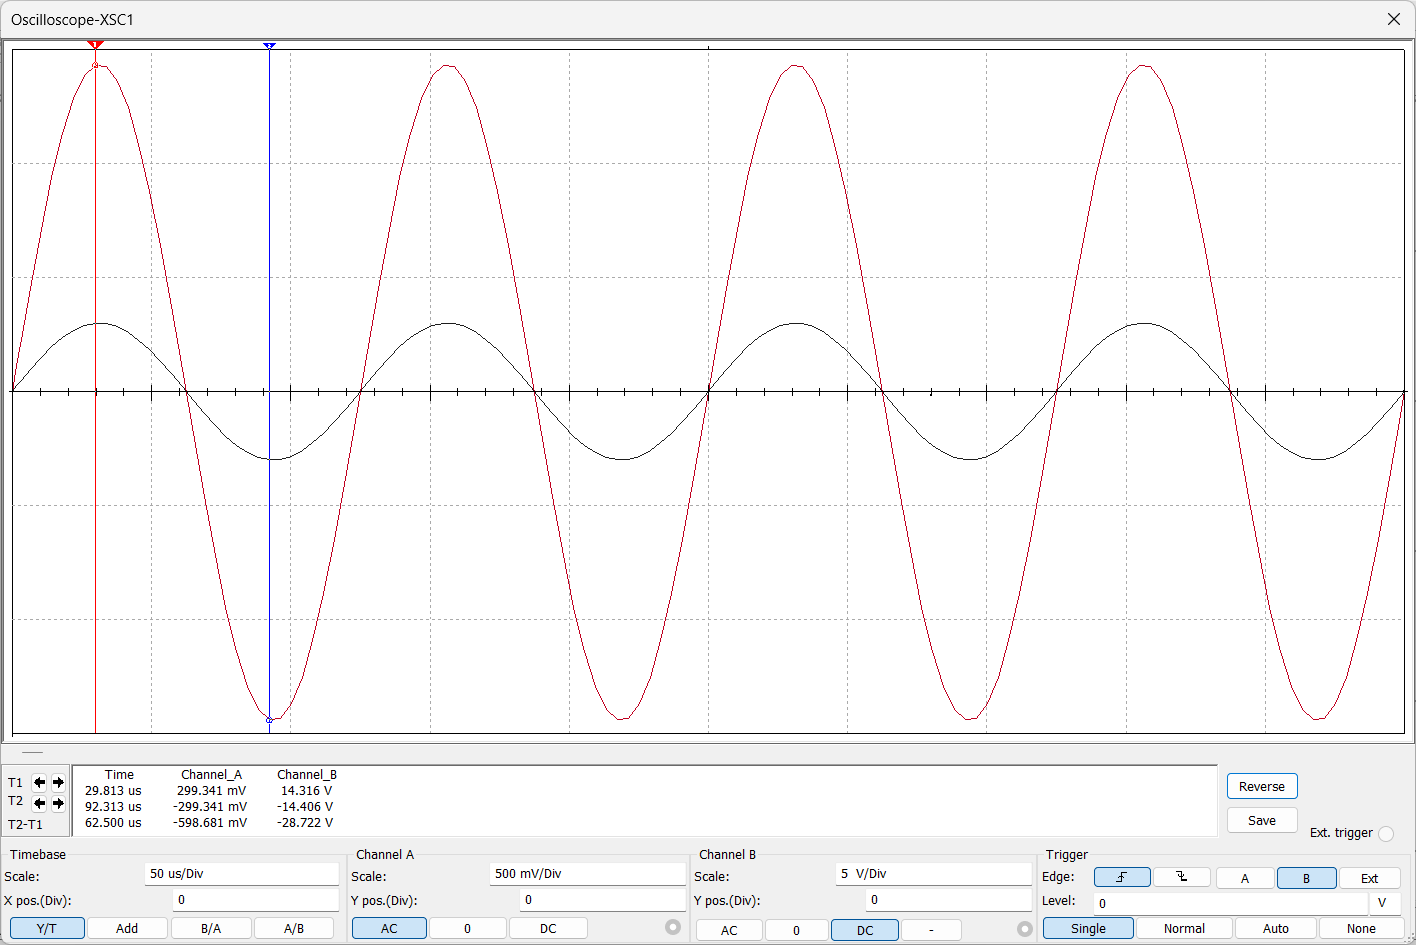 Oscilloscope-XSC1
1
2
Time Channel_A Channel_B
T1 29.813 us 299.341 mV 14.316 V
T2 92.313 us -299.341 mV -14.406 V
T2-T1 62.500 us -598.681 mV -28.722 V
Reverse
Save
Ext. trigger
Timebase
Scale: 50 us/Div
X pos.(Div): 0
Y/T Add B/A A/B
Channel A
Scale: 500 mV/Div
Y pos.(Div): 0
AC 0 DC
Channel B
Scale: 5 V/Div
Y pos.(Div): 0
AC 0 DC -
Trigger
Edge: A B Ext
Level: 0 V
Single Normal Auto None